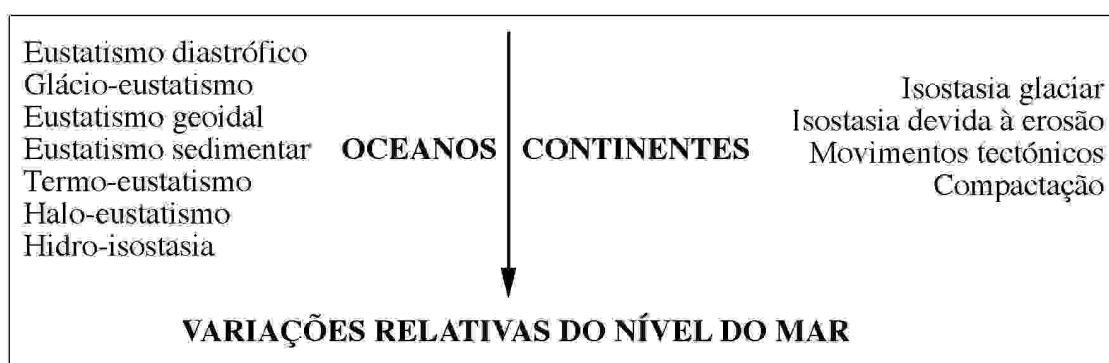 Eustatismo diastrófico
Glácio-eustatismo
Eustatismo geoidal
Eustatismo sedimentar
Termo-eustatismo
Halo-eustatismo
Hidro-isostasia
OCEANOS
CONTINENTES
Isostasia glaciar
Isostasia devida à erosão
Movimentos tectónicos
Compactação
VARIAÇÕES RELATIVAS DO NÍVEL DO MAR